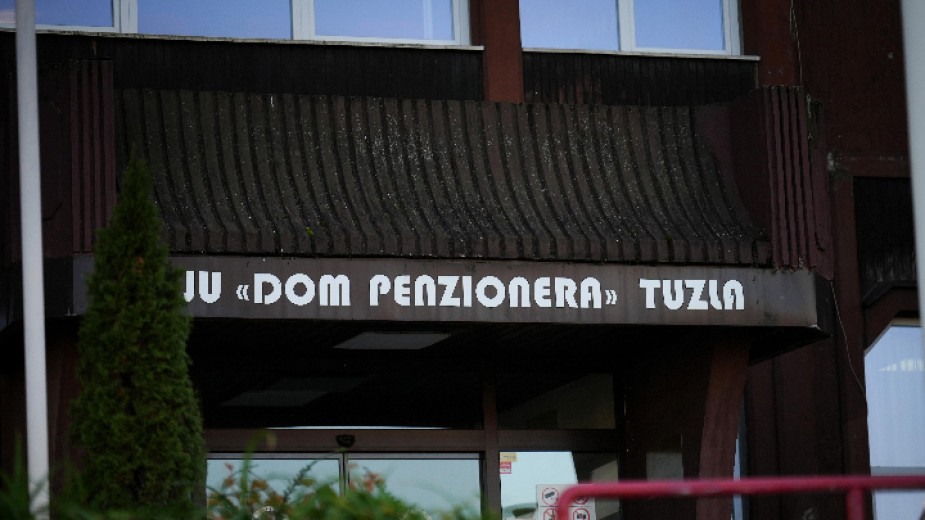 JU «DOM PENZIONERA» TUZLA